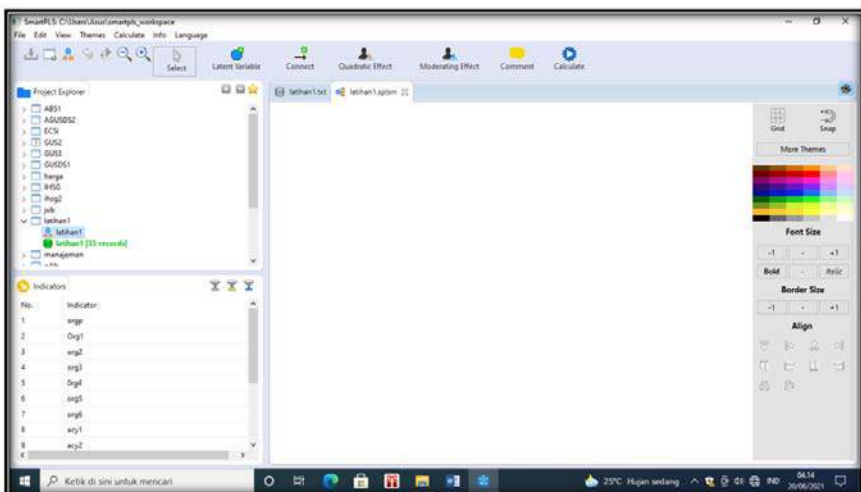 SmartPLS: C:\Users\Asus\smartpls_workspace
File Edit View Themes Calculate Info Language
Select
Latent Variable
Connect
Quadratic Effect
Moderating Effect
Comment
Calculate
Project Explorer
ABS1
AGUSDS2
ECSI
GUS2
GUS3
GUSDS1
harga
IHSG
ihsg2
job
latihan1
latihan1
latihan1 [35 records]
manajemen
Indicators
No. Indicator
1 orgp
2 Org1
3 org2
4 org3
5 Org4
6 org5
7 org6
8 acy1
9 acy2
latihan1.txt
latihan1.splsm
Grid
Snap
More Themes
Font Size
-1 - +1
Bold - Italic
Border Size
-1 - +1
Align
Ketik di sini untuk mencari
25°C Hujan sedang
IND
04.14
20/06/2021